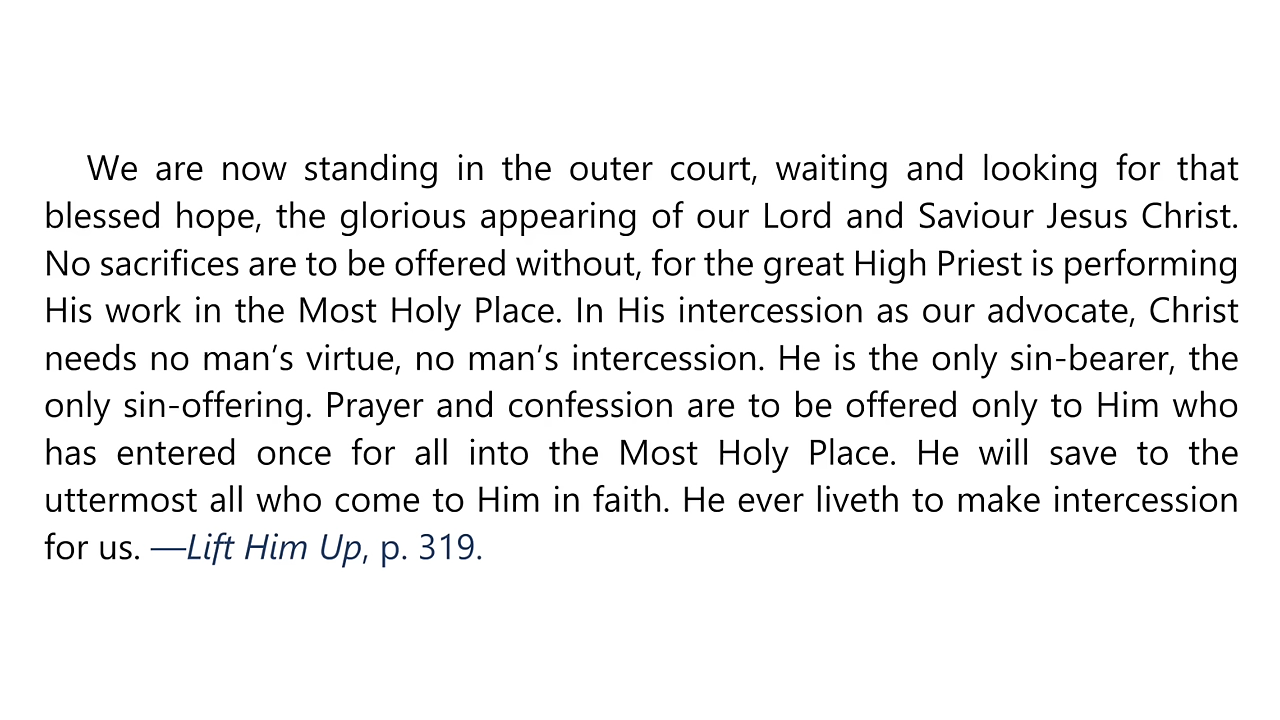 We are now standing in the outer court, waiting and looking for that
blessed hope, the glorious appearing of our Lord and Saviour Jesus Christ.
No sacrifices are to be offered without, for the great High Priest is performing
His work in the Most Holy Place. In His intercession as our advocate, Christ
needs no man’s virtue, no man’s intercession. He is the only sin-bearer, the
only sin-offering. Prayer and confession are to be offered only to Him who
has entered once for all into the Most Holy Place. He will save to the
uttermost all who come to Him in faith. He ever liveth to make intercession
for us. —Lift Him Up, p. 319.